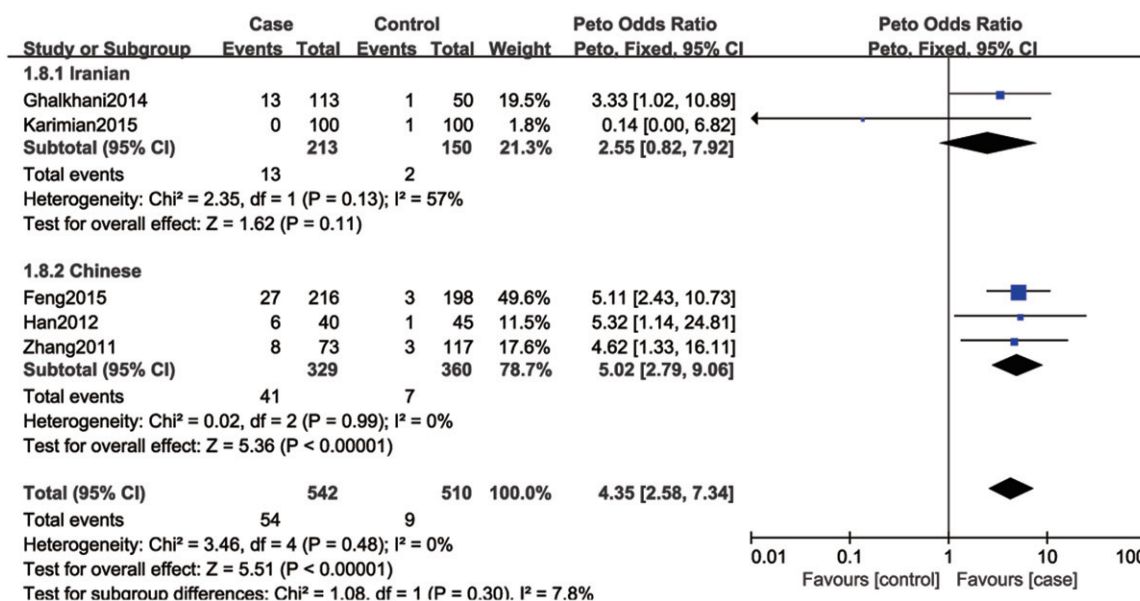 Case Control Peto Odds Ratio Peto Odds Ratio
Study or Subgroup Events Total Events Total Weight Peto, Fixed, 95% CI Peto, Fixed, 95% CI
1.8.1 Iranian
Ghalkhani2014 13 113 1 50 19.5% 3.33 [1.02, 10.89]
Karimian2015 0 100 1 100 1.8% 0.14 [0.00, 6.82]
Subtotal (95% CI) 213 150 21.3% 2.55 [0.82, 7.92]
Total events 13 2
Heterogeneity: Chi² = 2.35, df = 1 (P = 0.13); I² = 57%
Test for overall effect: Z = 1.62 (P = 0.11)
1.8.2 Chinese
Feng2015 27 216 3 198 49.6% 5.11 [2.43, 10.73]
Han2012 6 40 1 45 11.5% 5.32 [1.14, 24.81]
Zhang2011 8 73 3 117 17.6% 4.62 [1.33, 16.11]
Subtotal (95% CI) 329 360 78.7% 5.02 [2.79, 9.06]
Total events 41 7
Heterogeneity: Chi² = 0.02, df = 2 (P = 0.99); I² = 0%
Test for overall effect: Z = 5.36 (P < 0.00001)
Total (95% CI) 542 510 100.0% 4.35 [2.58, 7.34]
Total events 54 9
Heterogeneity: Chi² = 3.46, df = 4 (P = 0.48); I² = 0%
Test for overall effect: Z = 5.51 (P < 0.00001)
Test for subgroup differences: Chi² = 1.08, df = 1 (P = 0.30), I² = 7.8%
0.01 0.1 1 10 100
Favours [control] Favours [case]